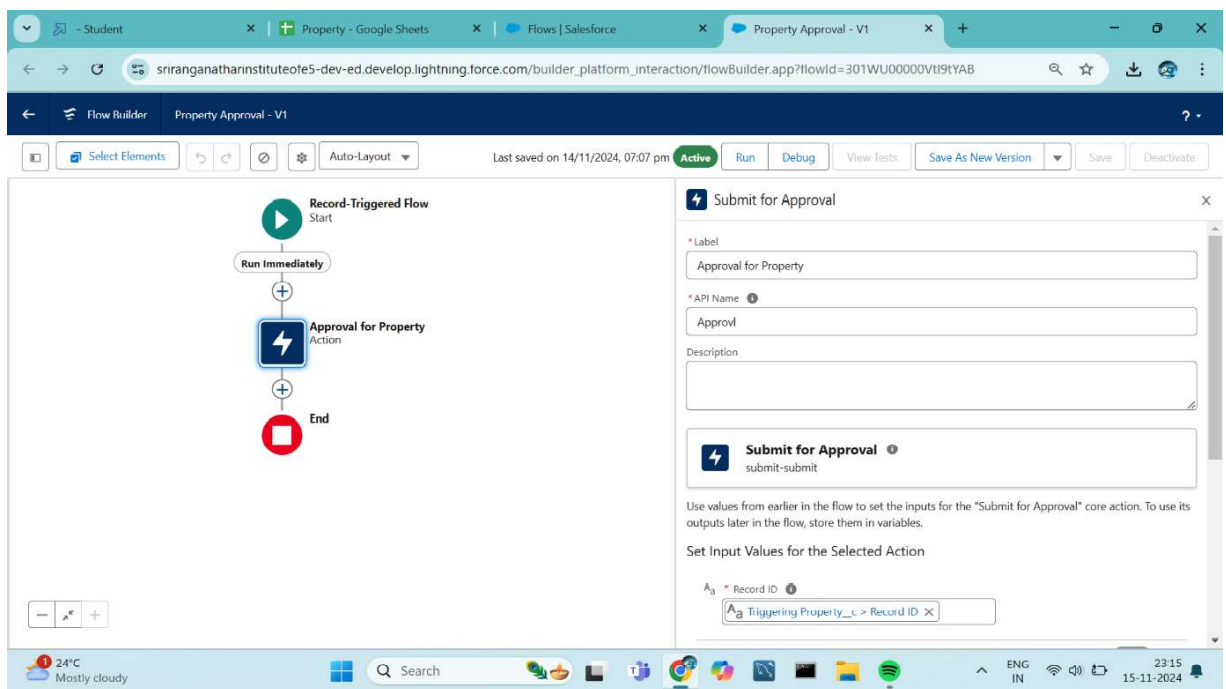 - Student
Property - Google Sheets
Flows | Salesforce
Property Approval - V1
sriranganatharinstituteofe5-dev-ed.develop.lightning.force.com/builder_platform_interaction/flowBuilder.app?flowId=301WU00000Vtl9tYAB
Flow Builder
Property Approval - V1
? -
Select Elements
Auto-Layout
Last saved on 14/11/2024, 07:07 pm
Active
Run
Debug
View Tests
Save As New Version
Save
Deactivate
Record-Triggered Flow
Start
Run Immediately
Approval for Property
Action
End
Submit for Approval
*Label
Approval for Property
*API Name
Approvl
Description
Submit for Approval
submit-submit
Use values from earlier in the flow to set the inputs for the "Submit for Approval" core action. To use its
outputs later in the flow, store them in variables.
Set Input Values for the Selected Action
Aa * Record ID
Aa Triggering Property__c > Record ID
1
24°C
Mostly cloudy
Search
ENG
IN
23:15
15-11-2024